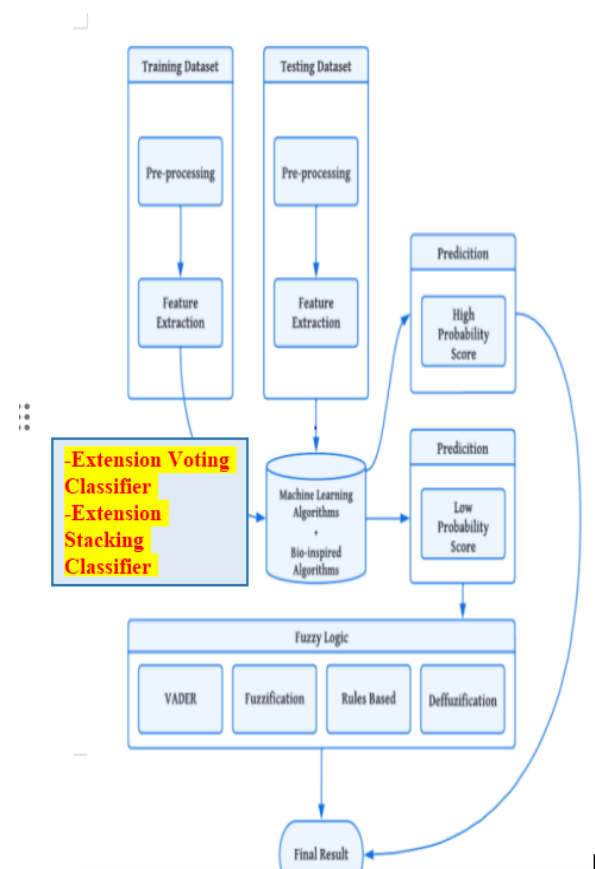 Training Dataset
Testing Dataset
Pre-processing
Pre-processing
Feature
Extraction
Feature
Extraction
Predicition
High
Probability
Score
-Extension Voting
Classifier
-Extension
Stacking
Classifier
Machine Learning
Algorithms
+
Bio-inspired
Algorithms
Predicition
Low
Probability
Score
Fuzzy Logic
VADER
Fuzzification
Rules Based
Deffuzification
Final Result